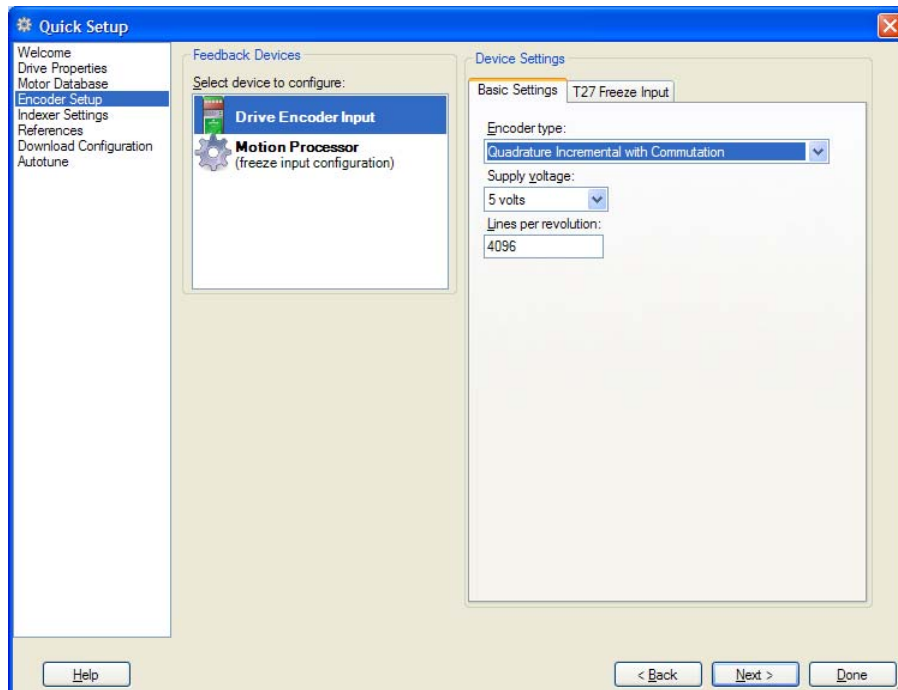 Quick Setup
Welcome
Drive Properties
Motor Database
Encoder Setup
Indexer Settings
References
Download Configuration
Autotune
Feedback Devices
Select device to configure:
Drive Encoder Input
Motion Processor
(freeze input configuration)
Device Settings
Basic Settings
T27 Freeze Input
Encoder type:
Quadrature Incremental with Commutation
Supply voltage:
5 volts
Lines per revolution:
4096
Help
< Back
Next >
Done